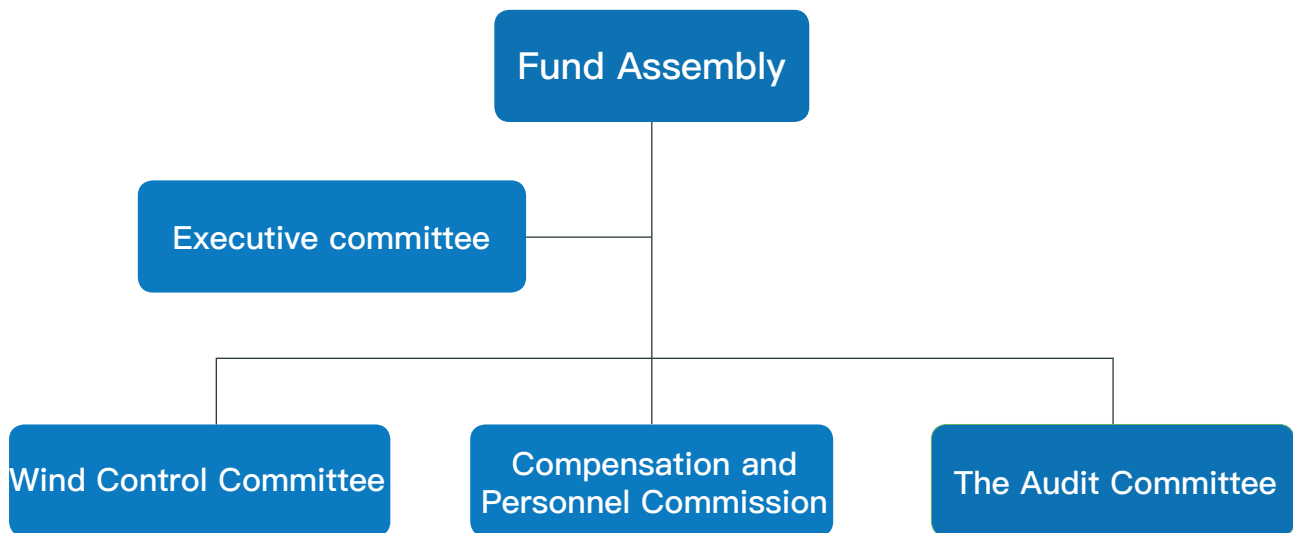 Fund Assembly
Executive committee
Wind Control Committee
Compensation and
Personnel Commission
The Audit Committee